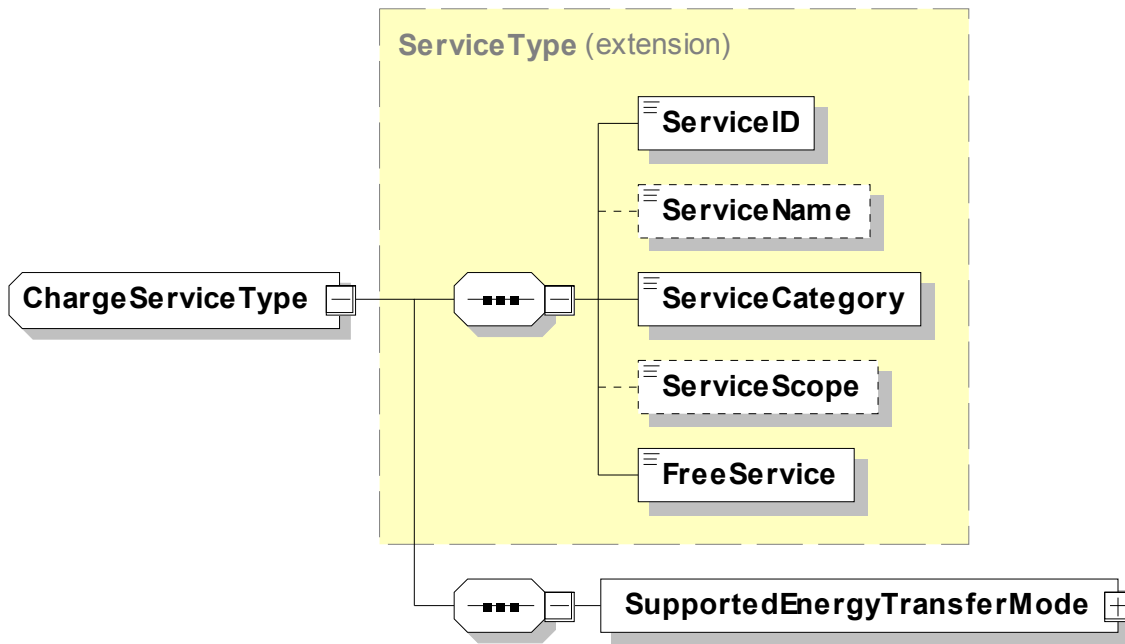 ServiceType (extension)
ServiceID
ServiceName
ChargeServiceType
ServiceCategory
ServiceScope
FreeService
SupportedEnergyTransferMode